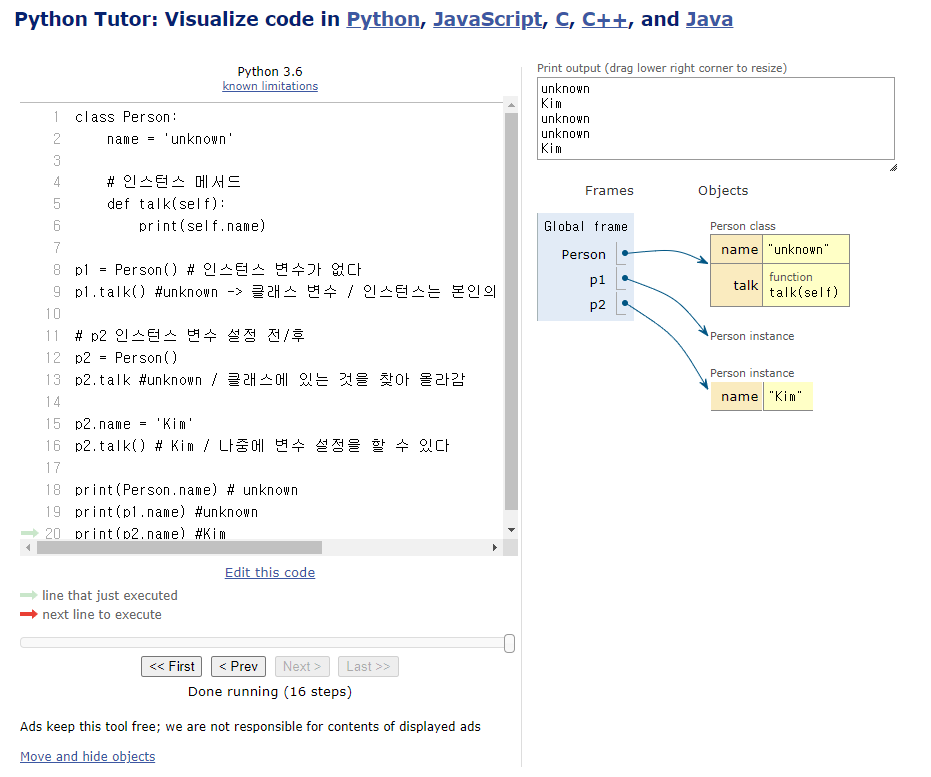 Python Tutor: Visualize code in Python, JavaScript, C, C++, and Java
Python 3.6
known limitations
1 class Person:
2     name = 'unknown'
3
4     # 인스턴스 메서드
5     def talk(self):
6         print(self.name)
7
8 p1 = Person() # 인스턴스 변수가 없다
9 p1.talk() #unknown -> 클래스 변수 / 인스턴스는 본인의
10
11 # p2 인스턴스 변수 설정 전/후
12 p2 = Person()
13 p2.talk #unknown / 클래스에 있는 것을 찾아 올라감
14
15 p2.name = 'Kim'
16 p2.talk() # Kim / 나중에 변수 설정을 할 수 있다
17
18 print(Person.name) # unknown
19 print(p1.name) #unknown
20 print(p2.name) #Kim
Edit this code
line that just executed
next line to execute
<< First < Prev Next > Last >>
Done running (16 steps)
Ads keep this tool free; we are not responsible for contents of displayed ads
Move and hide objects
Print output (drag lower right corner to resize)
unknown
Kim
unknown
unknown
Kim
Frames Objects
Global frame
Person
p1
p2
Person class
name "unknown"
talk function
talk(self)
Person instance
Person instance
name "Kim"